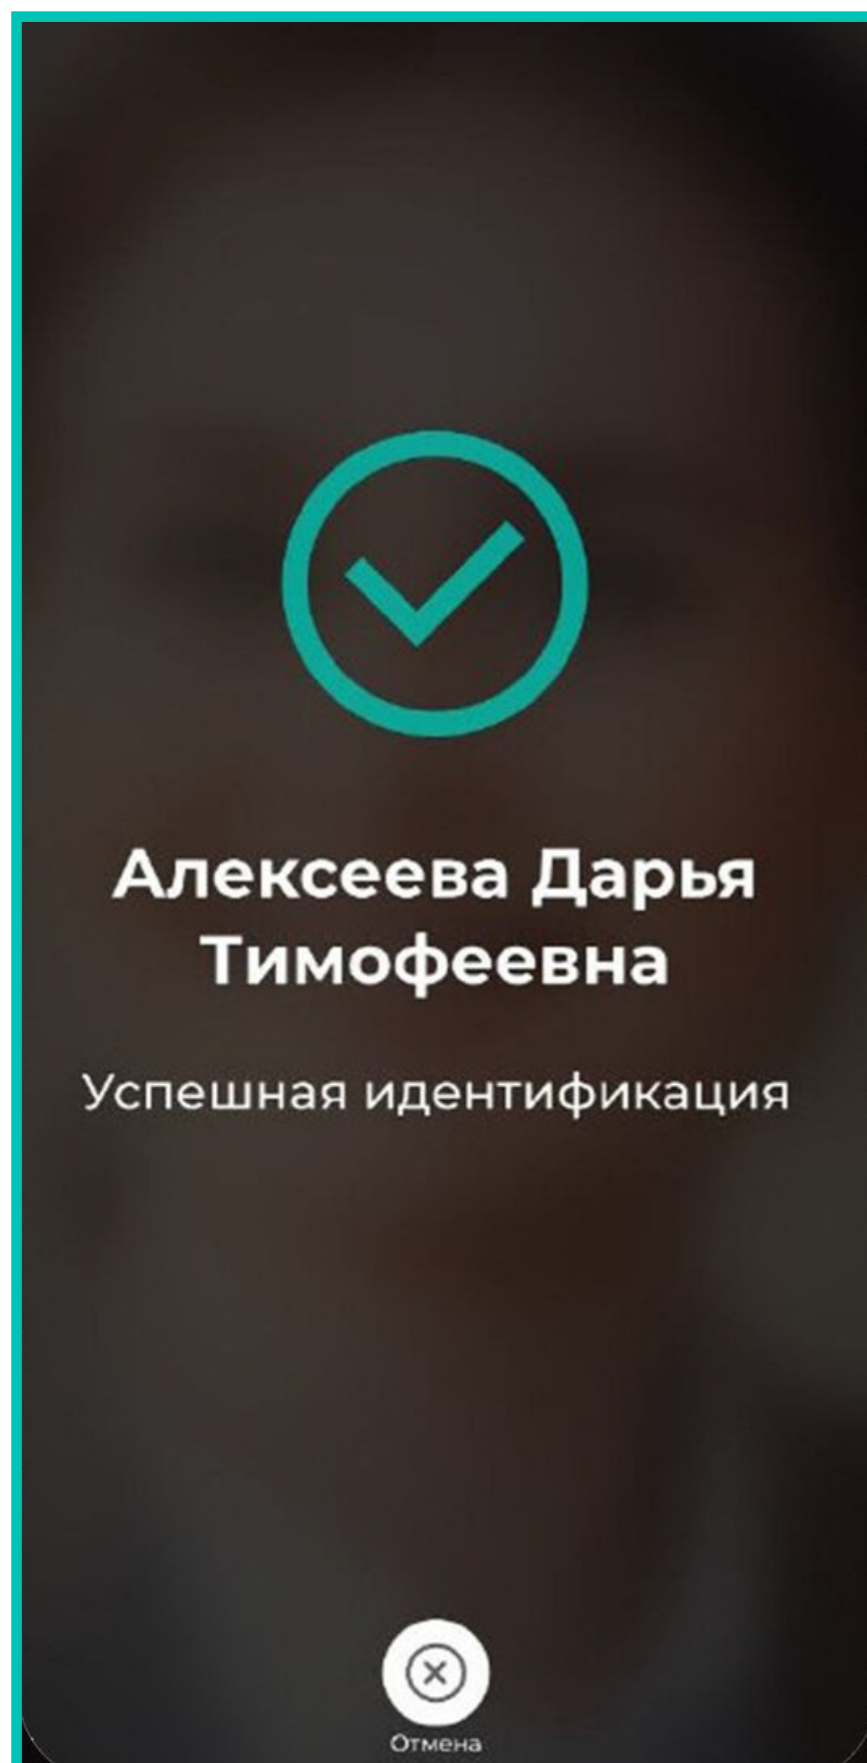 Алексеева Дарья
Тимофеевна
Успешная идентификация
Отмена